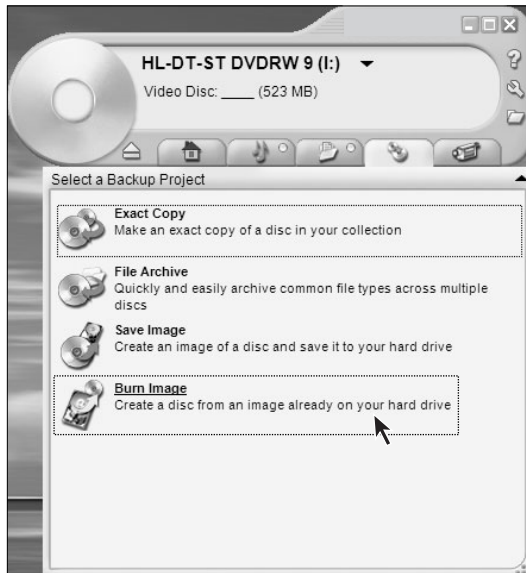 HL-DT-ST DVDRW 9 (I:)
Video Disc: ____ (523 MB)
Select a Backup Project
Exact Copy
Make an exact copy of a disc in your collection
File Archive
Quickly and easily archive common file types across multiple
discs
Save Image
Create an image of a disc and save it to your hard drive
Burn Image
Create a disc from an image already on your hard drive